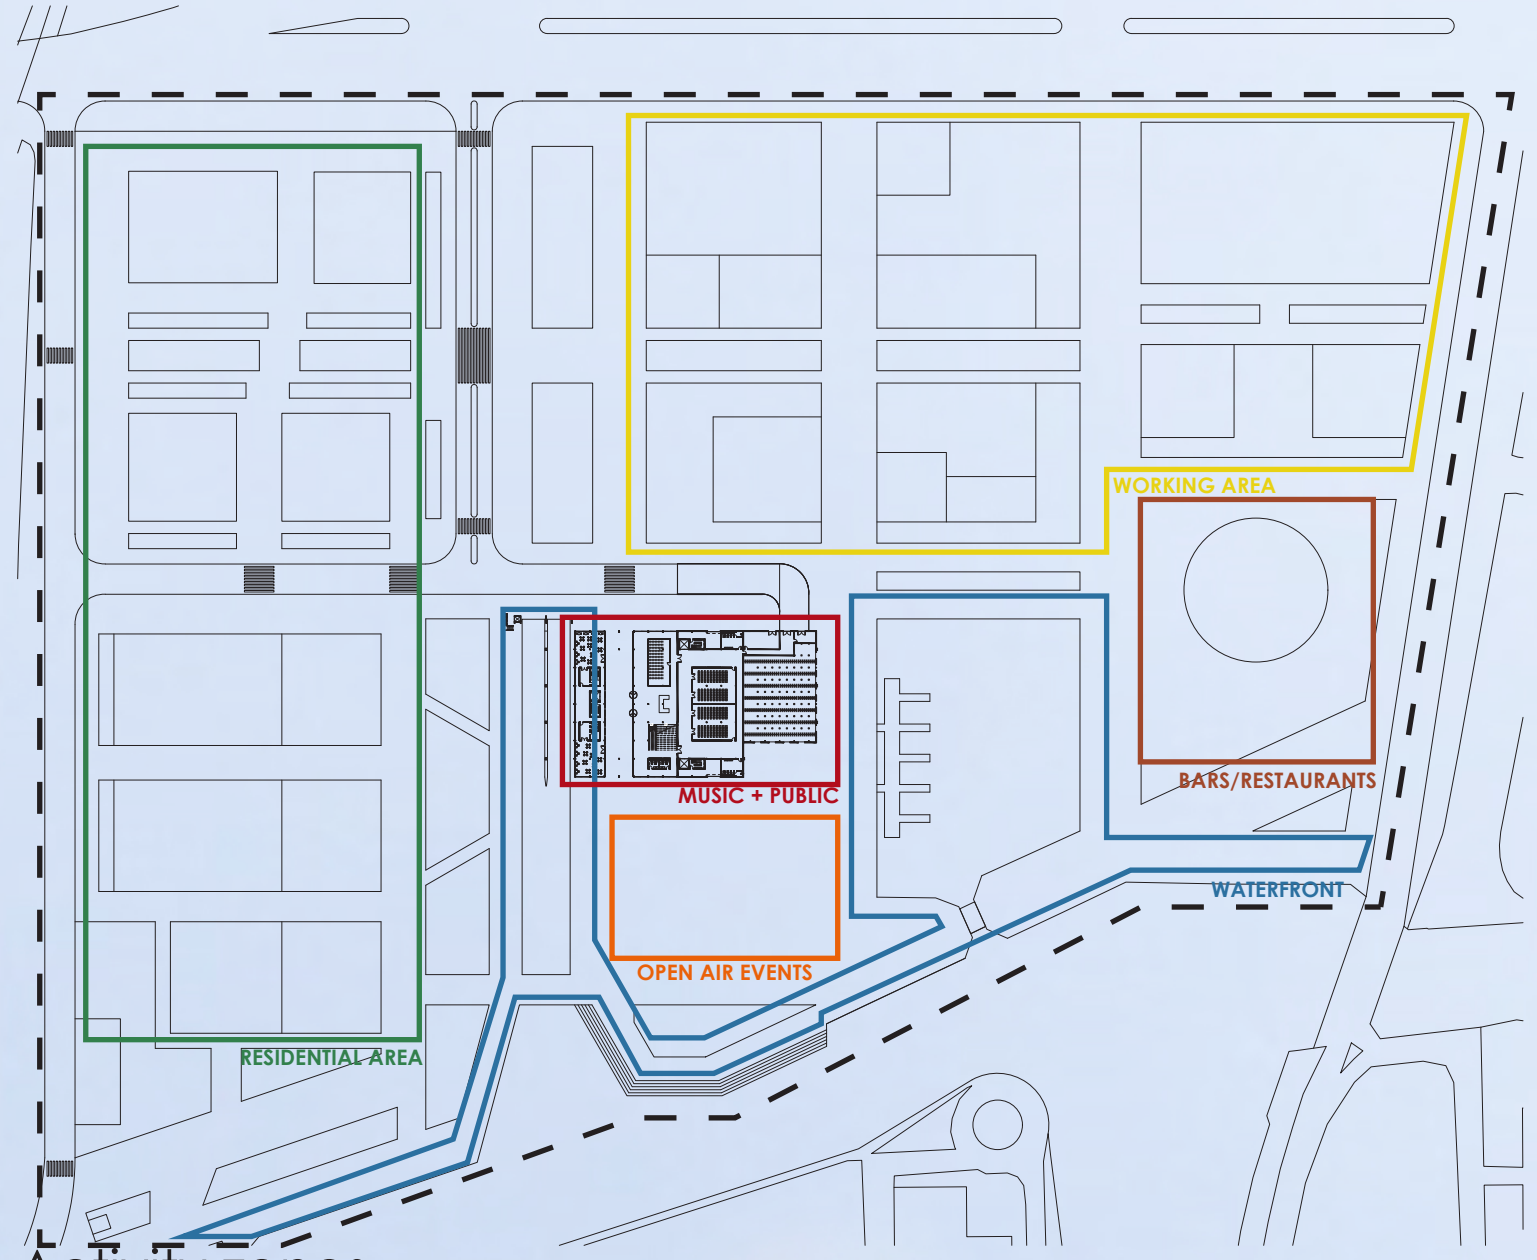 WORKING AREA
BARS/RESTAURANTS
MUSIC + PUBLIC
WATERFRONT
OPEN AIR EVENTS
RESIDENTIAL AREA